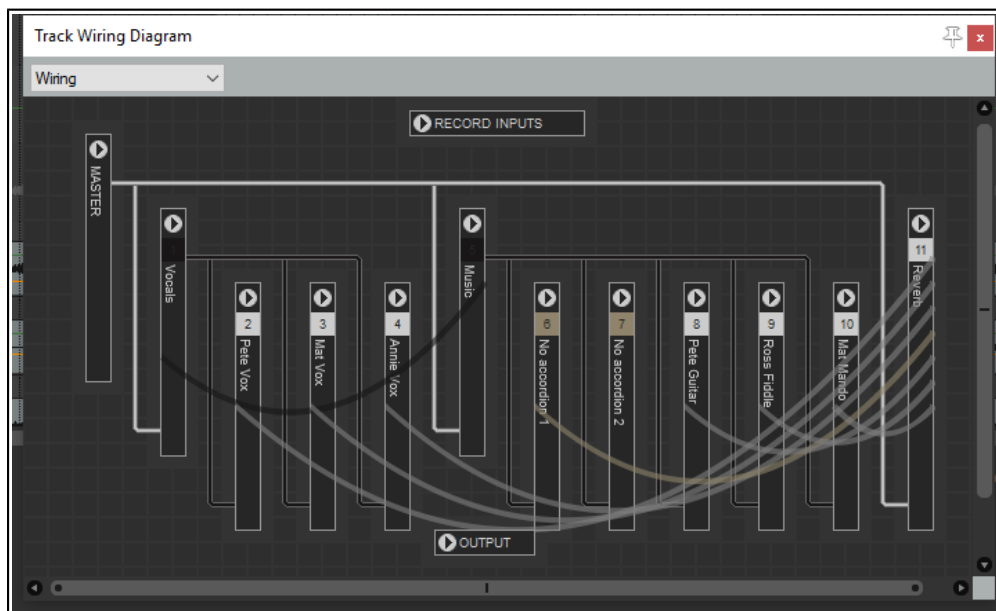 Track Wiring Diagram
x
Wiring
RECORD INPUTS
MASTER
1
Vocals
2
Pete Vox
3
Mat Vox
4
Annie Vox
5
Music
6
No accordion 1
7
No accordion 2
8
Pete Guitar
9
Ross Fiddle
10
Mat Mando
11
Reverb
OUTPUT